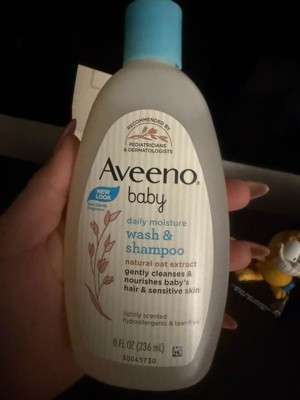 RECOMMENDED BY
PEDIATRICIANS
& DERMATOLOGISTS
Aveeno®
baby
NEW
LOOK
daily moisture
wash &
shampoo
natural oat extract
gently cleanses &
nourishes baby's
hair & sensitive skin
lightly scented
hypoallergenic & tear-free
8 FL OZ (236 mL)
30045730